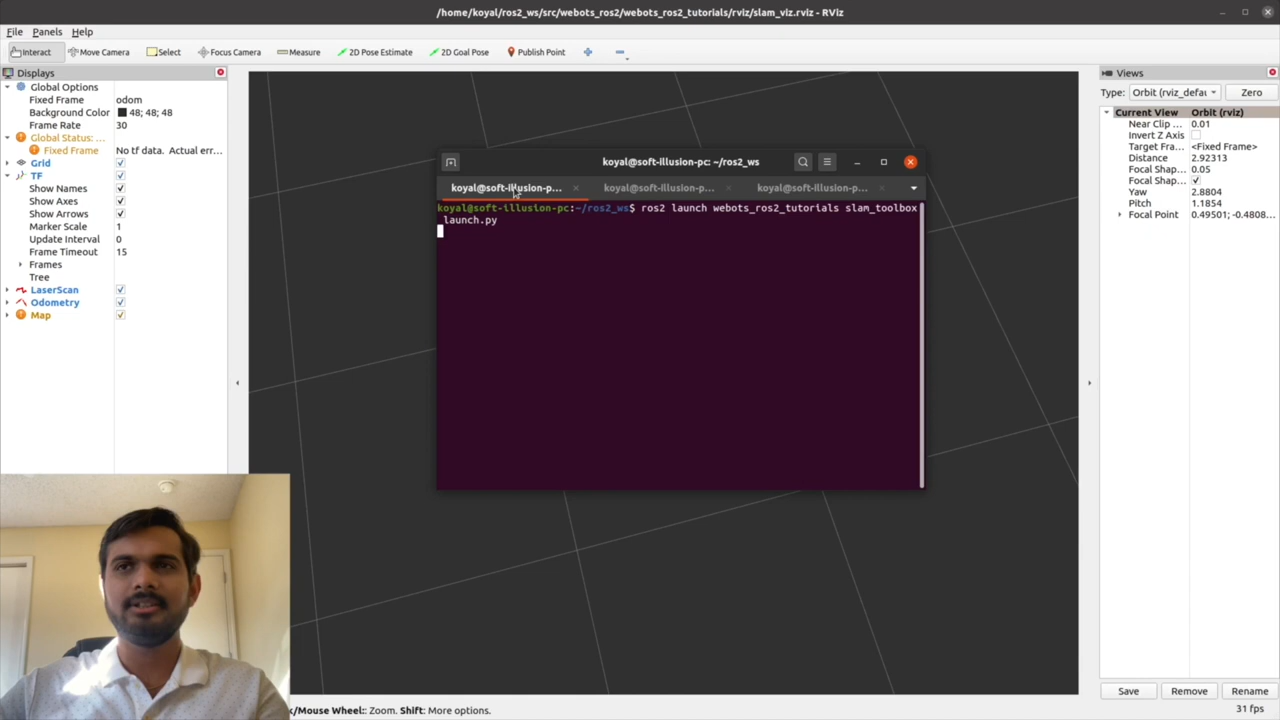 /home/koyal/ros2_ws/src/webots_ros2/webots_ros2_tutorials/rviz/slam_viz.rviz - RViz
File Panels Help
Interact Move Camera Select Focus Camera Measure 2D Pose Estimate 2D Goal Pose Publish Point
Displays
Global Options
Fixed Frame odom
Background Color 48; 48; 48
Frame Rate 30
Global Status: ...
Fixed Frame No tf data. Actual err...
Grid
TF
Show Names
Show Axes
Show Arrows
Marker Scale 1
Update Interval 0
Frame Timeout 15
Frames
Tree
LaserScan
Odometry
Map
koyal@soft-illusion-pc: ~/ros2_ws
koyal@soft-illusion-p... koyal@soft-illusion-p... koyal@soft-illusion-p...
koyal@soft-illusion-pc:~/ros2_ws$ ros2 launch webots_ros2_tutorials slam_toolbox
launch.py
Views
Type: Orbit (rviz_defau Zero
Current View Orbit (rviz)
Near Clip ... 0.01
Invert Z Axis
Target Fra... <Fixed Frame>
Distance 2.92313
Focal Shap... 0.05
Focal Shap...
Yaw 2.8804
Pitch 1.1854
Focal Point 0.49501; -0.4808...
Save Remove Rename
k/Mouse Wheel: Zoom. Shift: More options.
31 fps